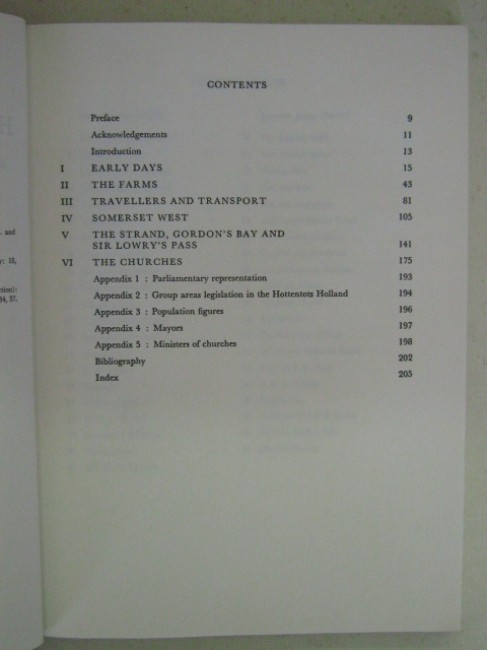 CONTENTS
Preface 9
Acknowledgements 11
Introduction 13
I EARLY DAYS 15
II THE FARMS 43
III TRAVELLERS AND TRANSPORT 81
IV SOMERSET WEST 105
V THE STRAND, GORDON'S BAY AND
SIR LOWRY'S PASS 141
VI THE CHURCHES 175
Appendix 1 : Parliamentary representation 193
Appendix 2 : Group areas legislation in the Hottentots Holland 194
Appendix 3 : Population figures 196
Appendix 4 : Mayors 197
Appendix 5 : Ministers of churches 198
Bibliography 202
Index 205
and
18,